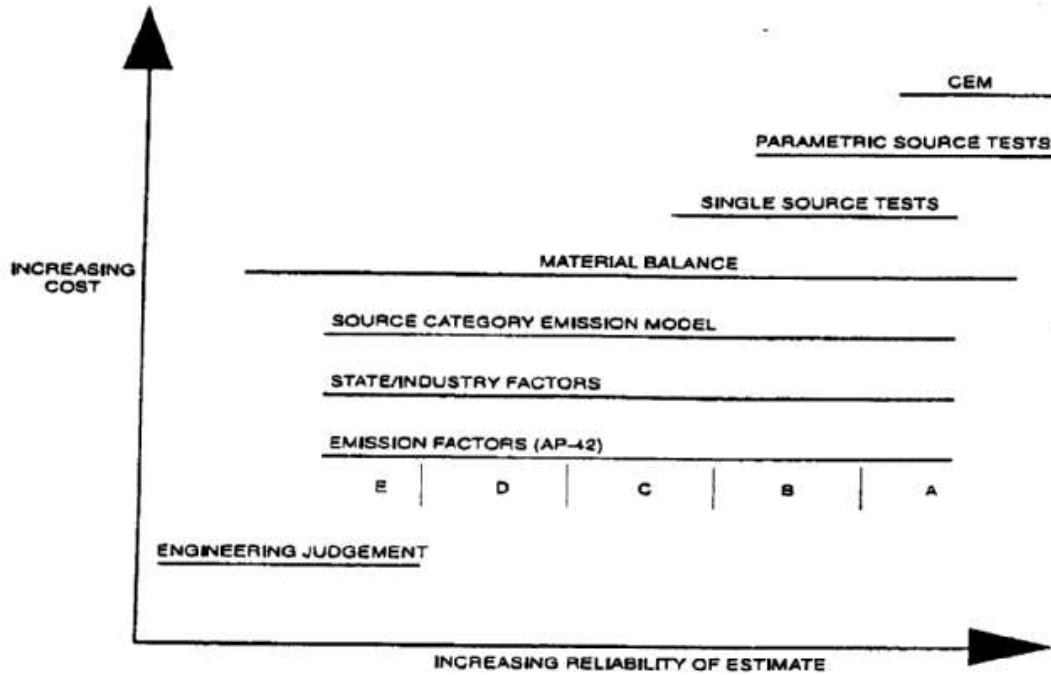 CEM
PARAMETRIC SOURCE TESTS
SINGLE SOURCE TESTS
INCREASING
COST
MATERIAL BALANCE
SOURCE CATEGORY EMISSION MODEL
STATE/INDUSTRY FACTORS
EMISSION FACTORS (AP-42)
E D C B A
ENGINEERING JUDGEMENT
INCREASING RELIABILITY OF ESTIMATE